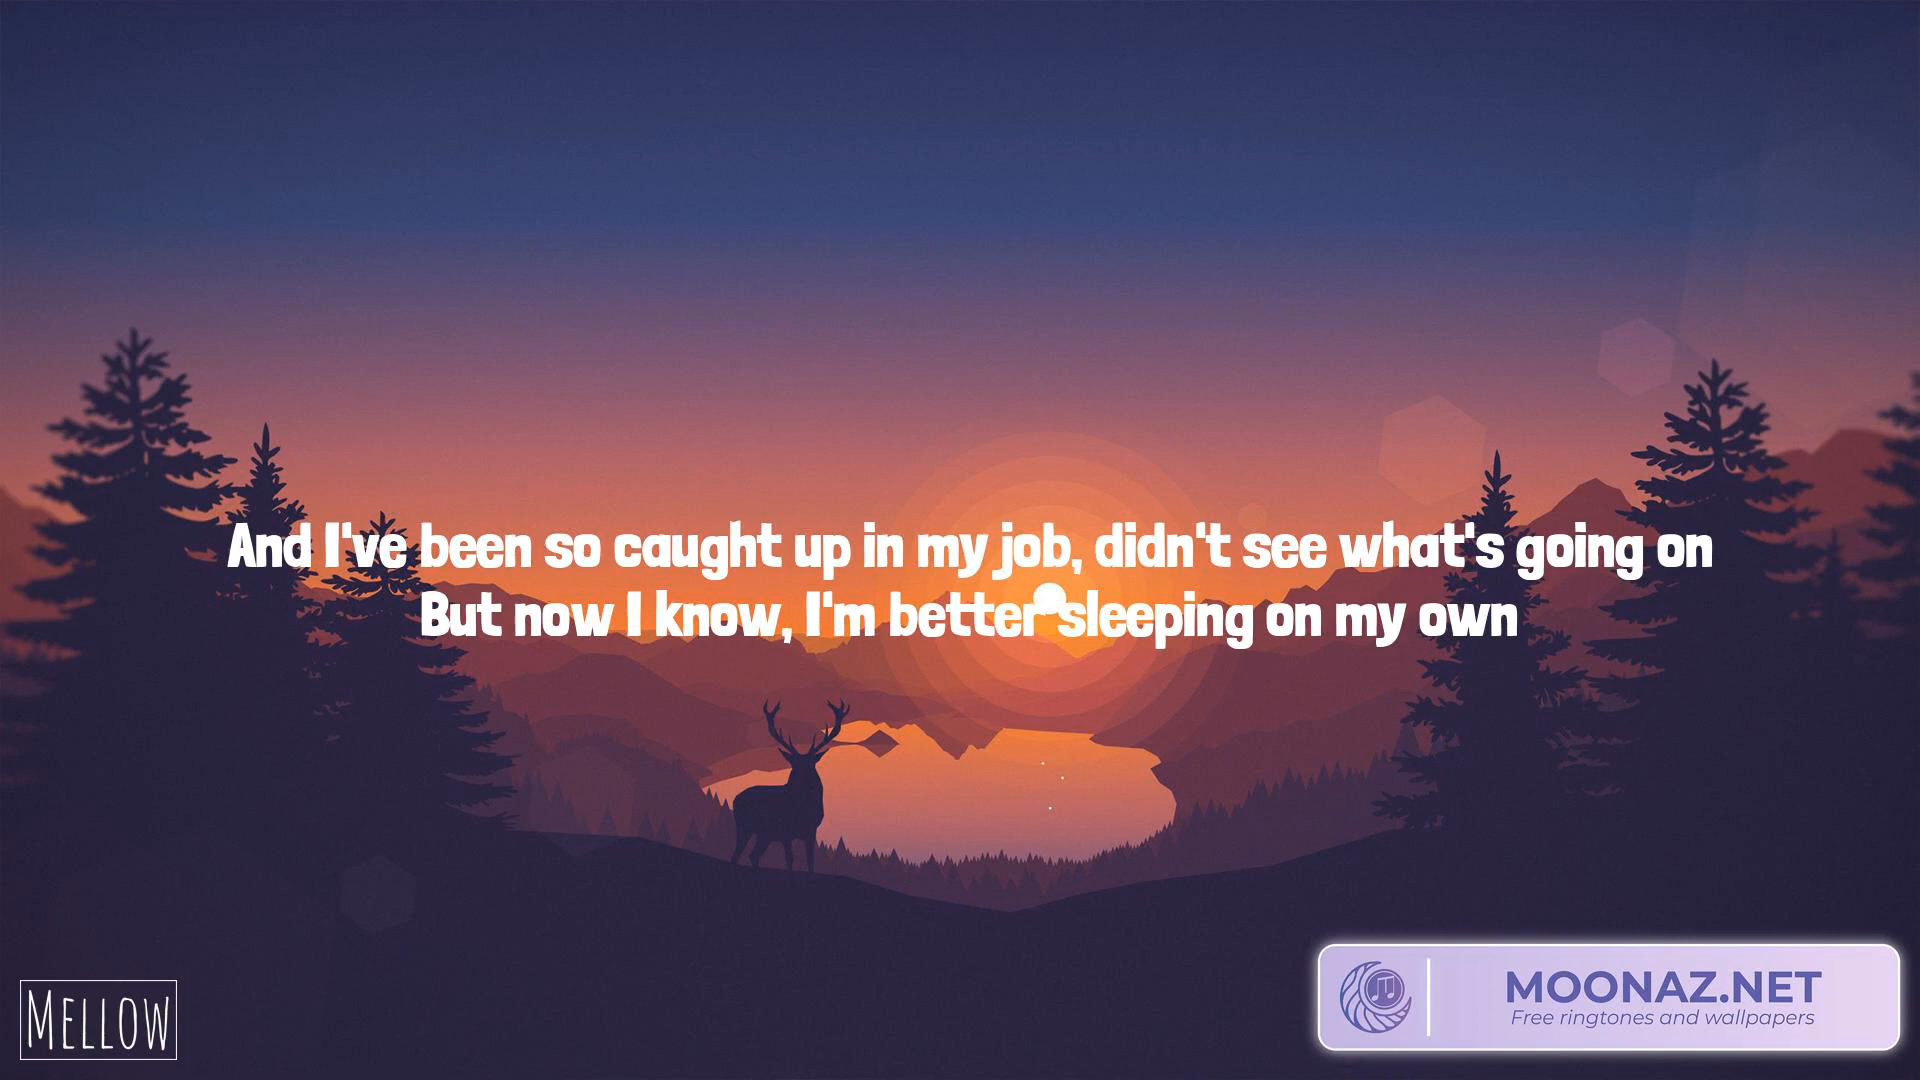 And I've been so caught up in my job, didn't see what's going on
But now I know, I'm better sleeping on my own
MELLOW
MOONAZ.NET
Free ringtones and wallpapers